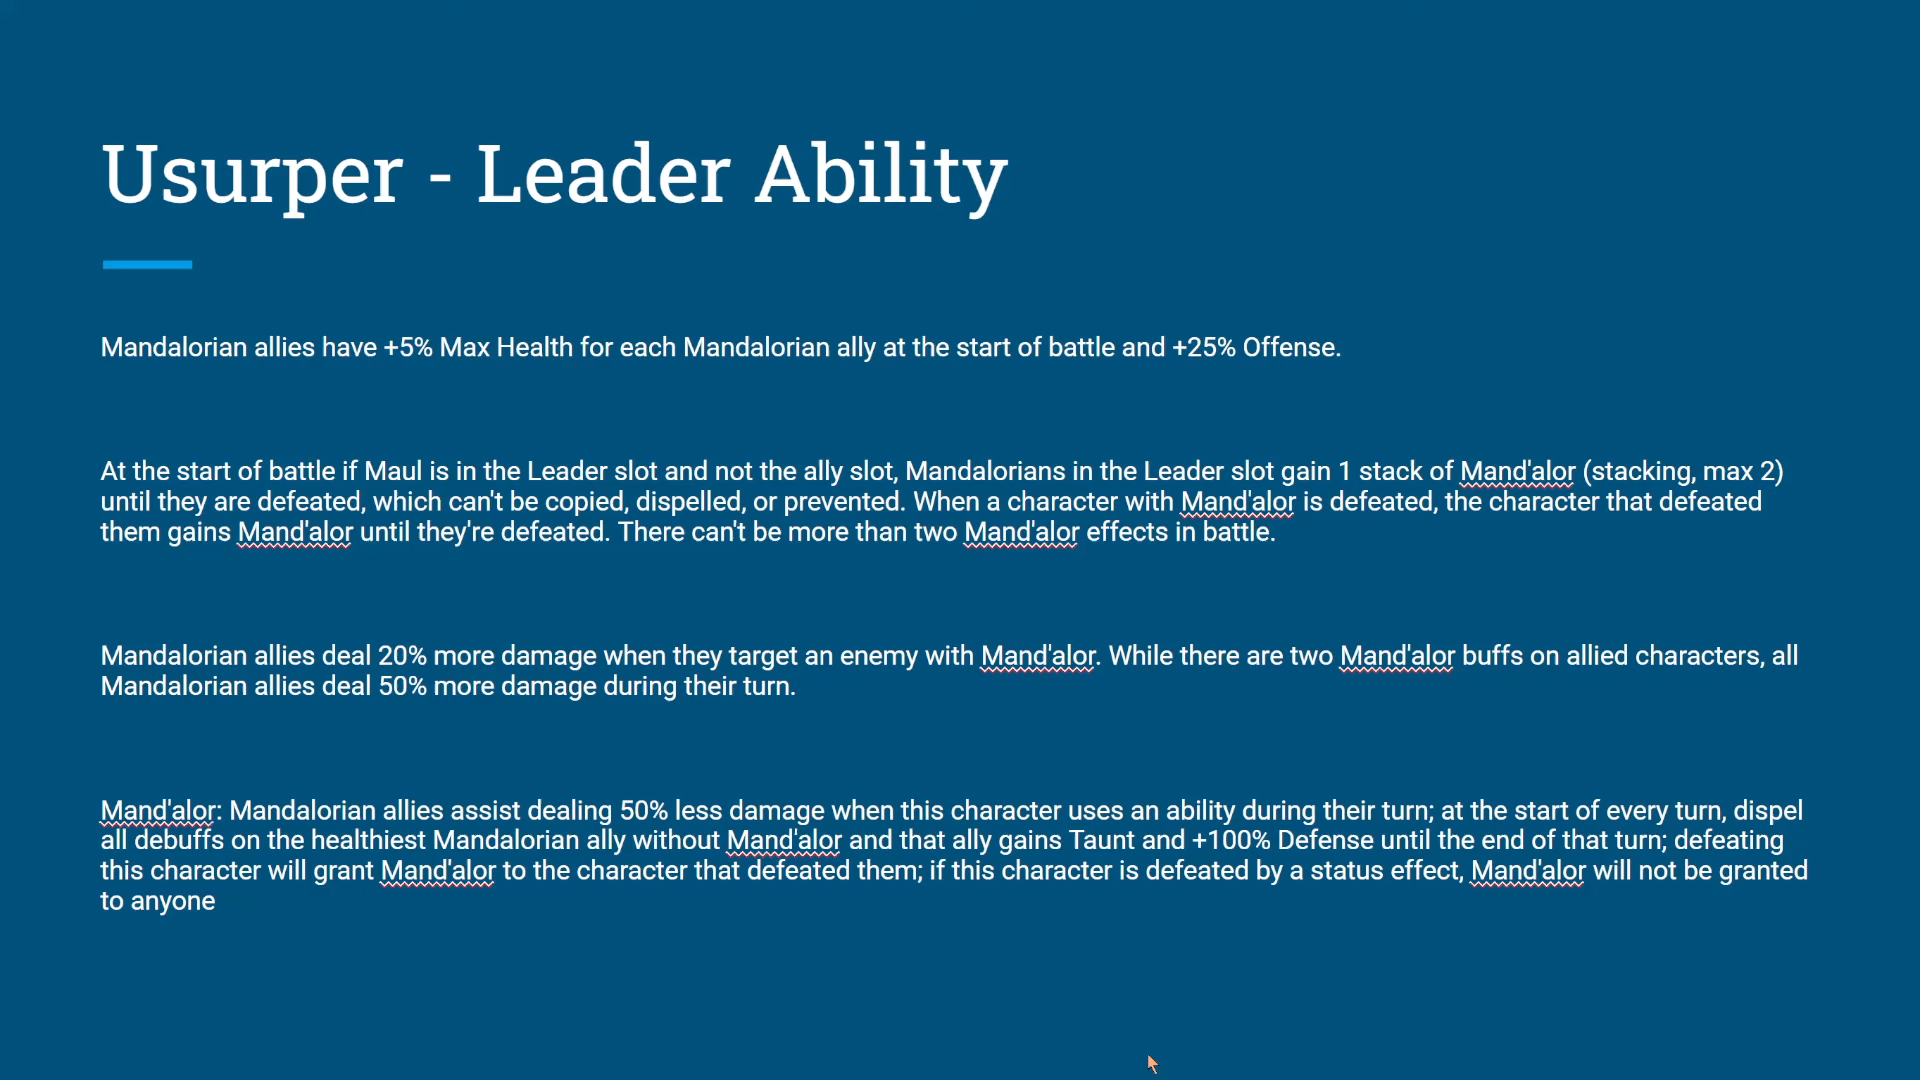 Usurper - Leader Ability
Mandalorian allies have +5% Max Health for each Mandalorian ally at the start of battle and +25% Offense.
At the start of battle if Maul is in the Leader slot and not the ally slot, Mandalorians in the Leader slot gain 1 stack of Mand'alor (stacking, max 2)
until they are defeated, which can't be copied, dispelled, or prevented. When a character with Mand'alor is defeated, the character that defeated
them gains Mand'alor until they're defeated. There can't be more than two Mand'alor effects in battle.
Mandalorian allies deal 20% more damage when they target an enemy with Mand'alor. While there are two Mand'alor buffs on allied characters, all
Mandalorian allies deal 50% more damage during their turn.
Mand'alor: Mandalorian allies assist dealing 50% less damage when this character uses an ability during their turn; at the start of every turn, dispel
all debuffs on the healthiest Mandalorian ally without Mand'alor and that ally gains Taunt and +100% Defense until the end of that turn; defeating
this character will grant Mand'alor to the character that defeated them; if this character is defeated by a status effect, Mand'alor will not be granted
to anyone